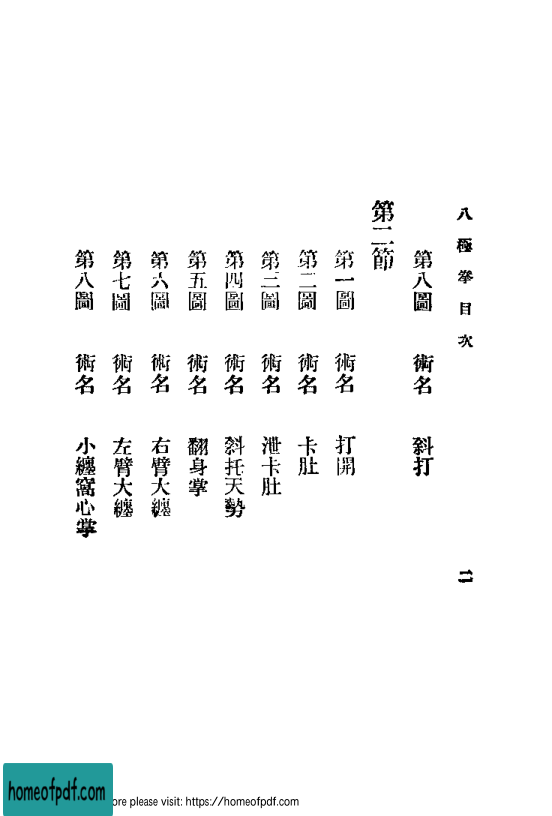 八極拳目次 二
第八圖 術名 斜打
第二節
第一圖 術名 打開
第二圖 術名 卡肚
第三圖 術名 泄卡肚
第四圖 術名 斜托天勢
第五圖 術名 翻身掌
第六圖 術名 右臂大纏
第七圖 術名 左臂大纏
第八圖 術名 小纏窩心掌
homeofpdf.com
ore please visit: https://homeofpdf.com